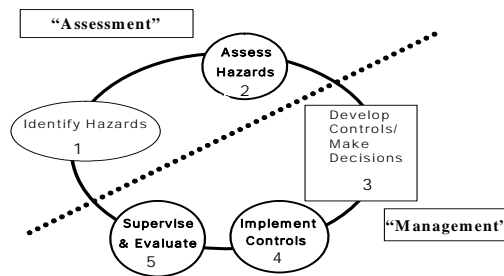 “Assessment”
Assess
Hazards
2
Identify Hazards
1
Develop
Controls/
Make
Decisions
3
Supervise
& Evaluate
5
Implement
Controls
4
“Management”